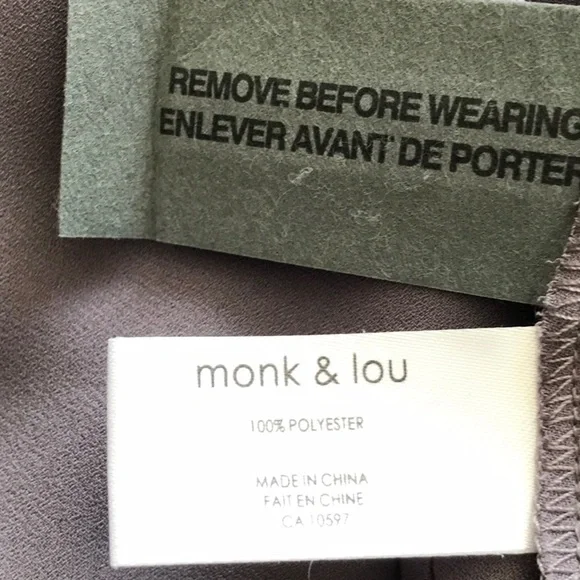 REMOVE BEFORE WEARING
ENLEVER AVANT DE PORTER
monk & lou
100% POLYESTER
MADE IN CHINA
FAIT EN CHINE
CA 10597